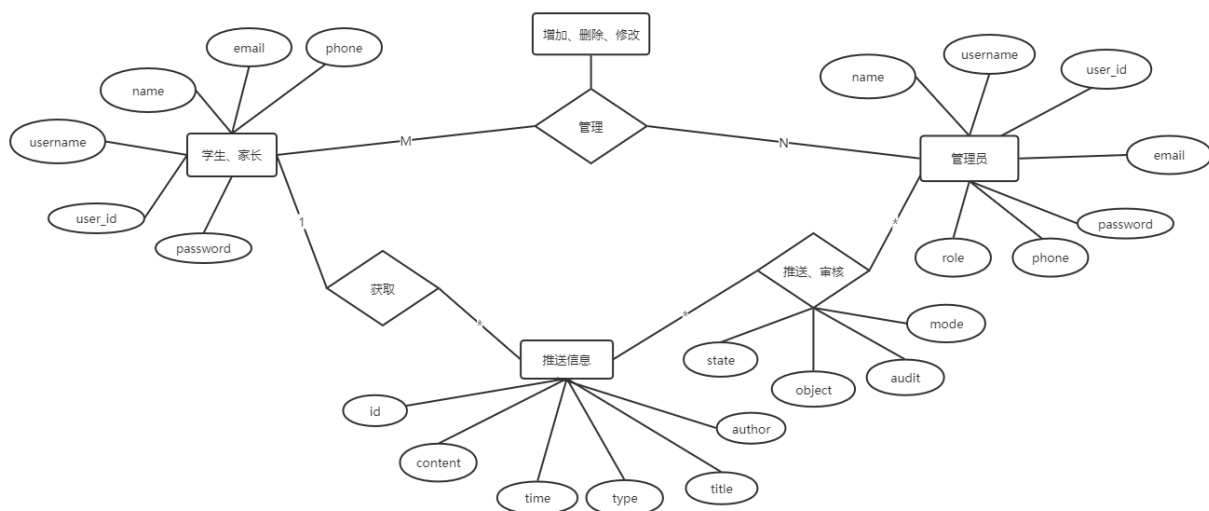 增加、删除、修改
email
phone
name
username
user_id
password
学生、家长
M
管理
N
管理员
name
username
user_id
email
password
phone
role
1
获取
*
*
推送、审核
*
state
object
audit
mode
推送信息
id
content
time
type
title
author